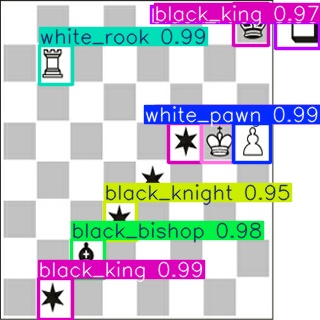 black_king 0.97
white_rook 0.99
white_pawn 0.99
black_knight 0.95
black_bishop 0.98
black_king 0.99